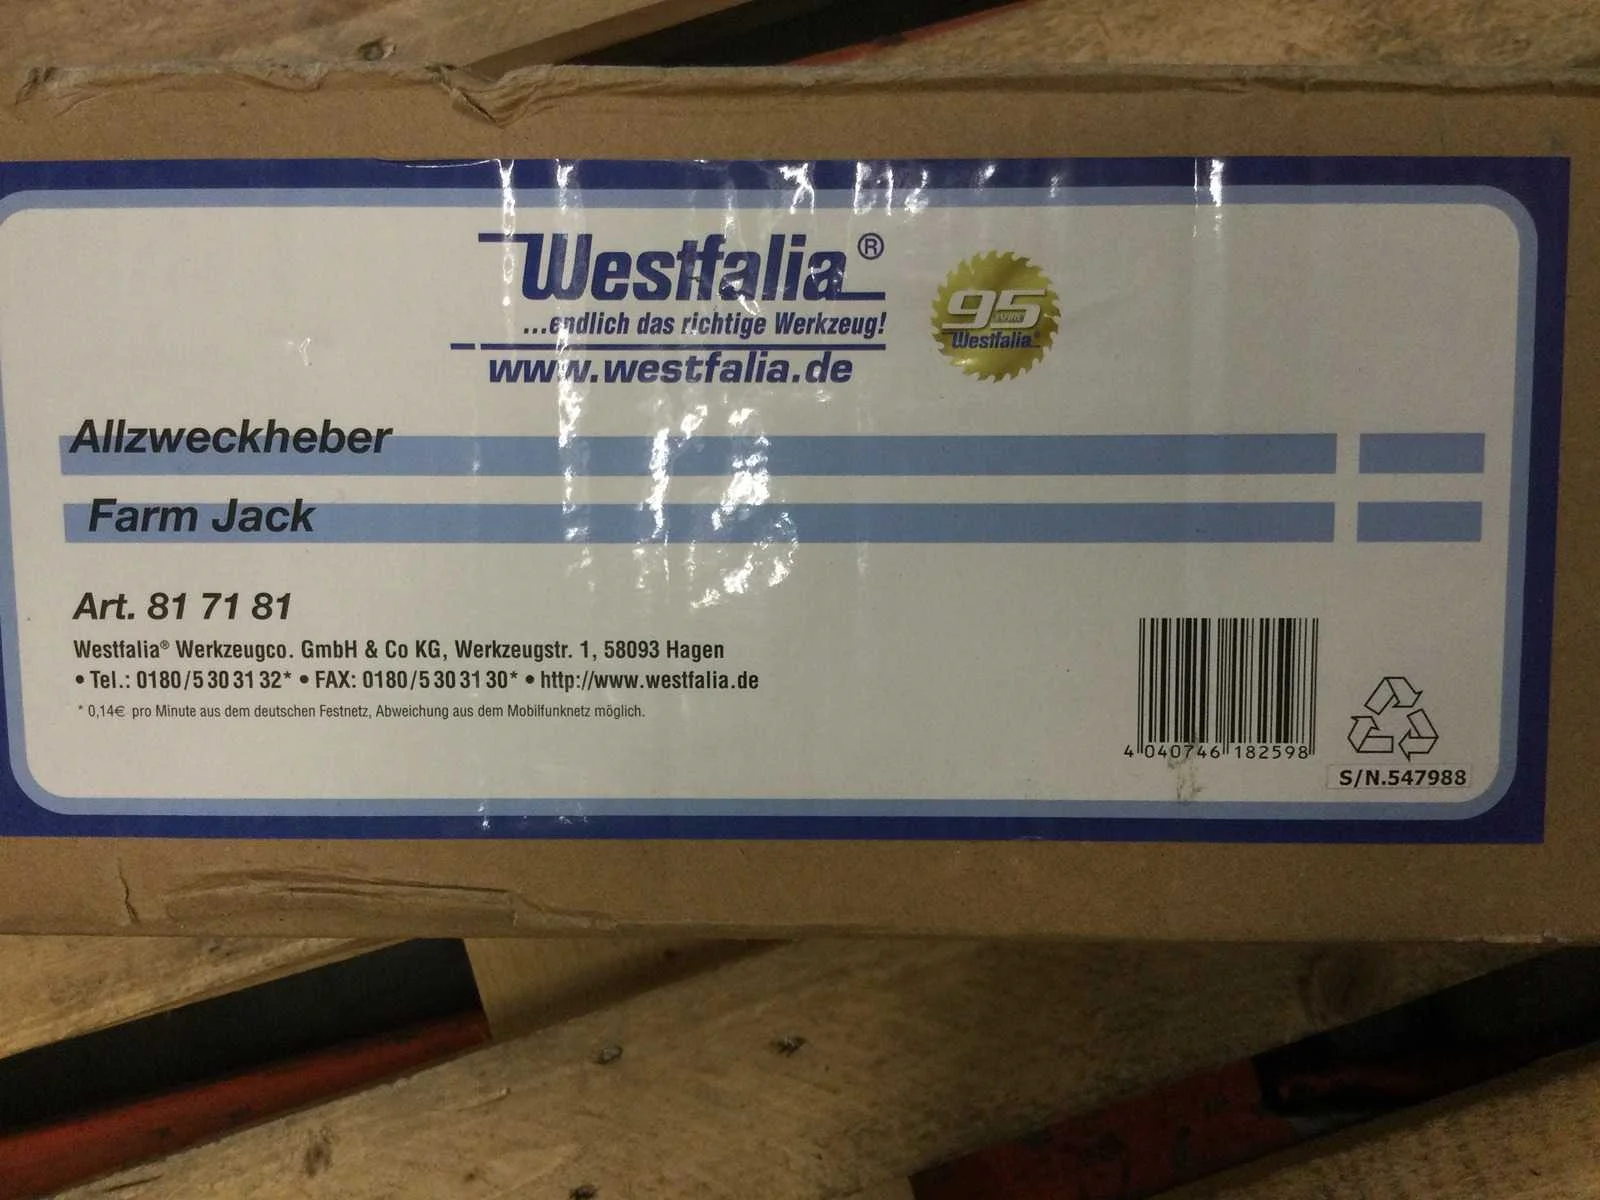 Westfalia®
...endlich das richtige Werkzeug!
www.westfalia.de
95
JAHRE
Westfalia®
Allzweckheber
Farm Jack
Art. 81 71 81
Westfalia® Werkzeugco. GmbH & Co KG, Werkzeugstr. 1, 58093 Hagen
• Tel.: 0180/5 30 31 32* • FAX: 0180/5 30 31 30* • http://www.westfalia.de
* 0,14€ pro Minute aus dem deutschen Festnetz, Abweichung aus dem Mobilfunknetz möglich.
4 040746 182598
S/N.547988